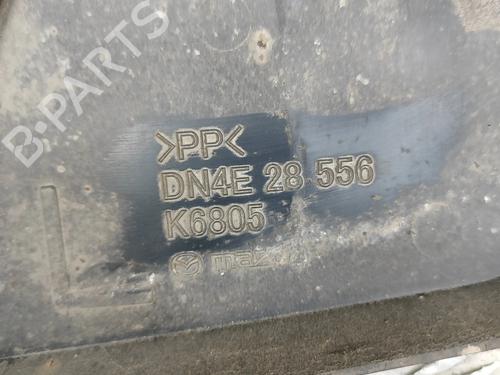 B-PARTS
>PP<
DN4E 28 556
K6805
mazda
L